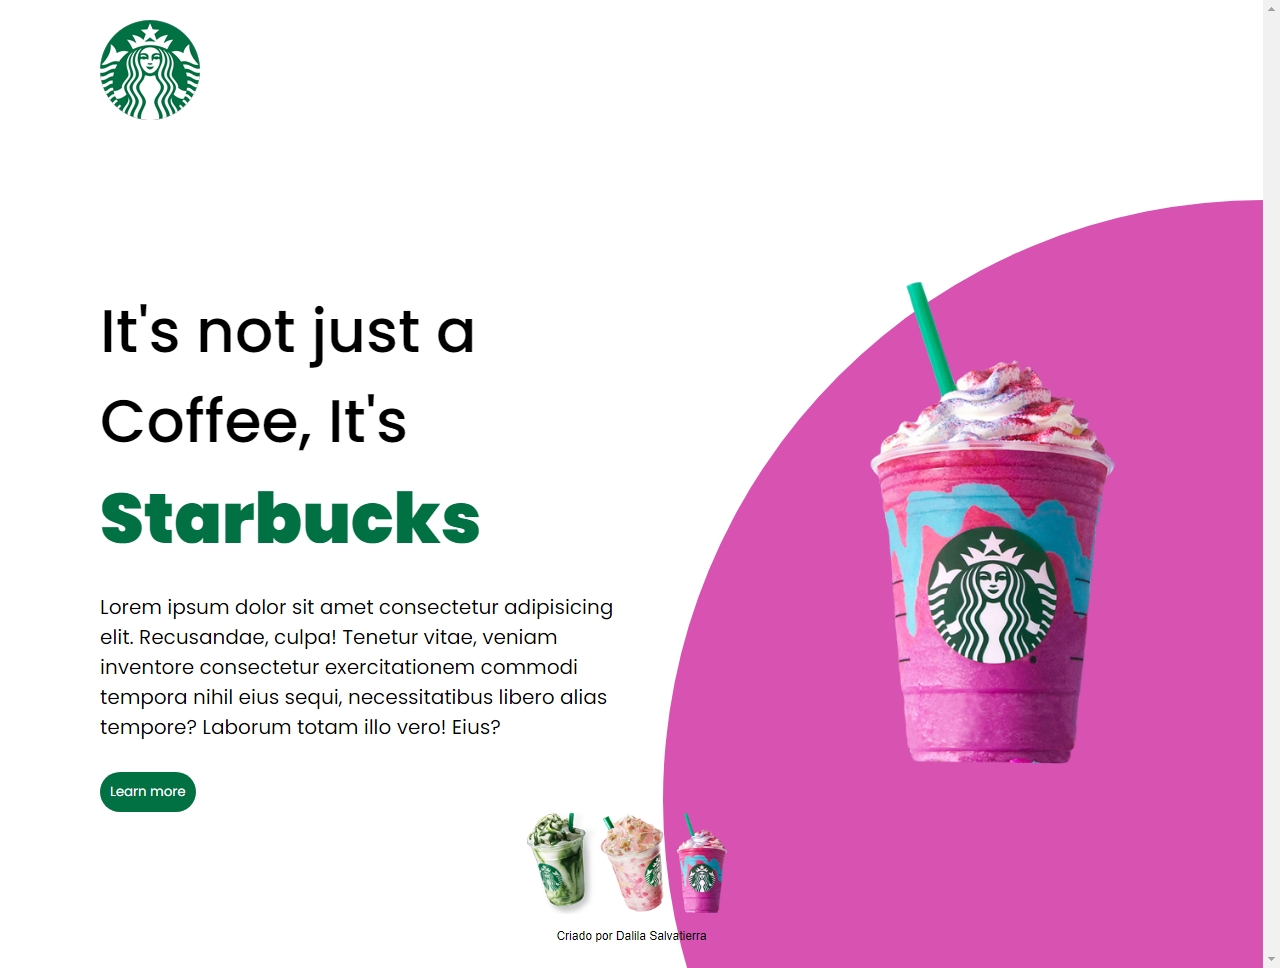 It's not just a
Coffee, It's
Starbucks
Lorem ipsum dolor sit amet consectetur adipisicing
elit. Recusandae, culpa! Tenetur vitae, veniam
inventore consectetur exercitationem commodi
tempora nihil eius sequi, necessitatibus libero alias
tempore? Laborum totam illo vero! Eius?
Learn more
Criado por Dalila Salvatierra